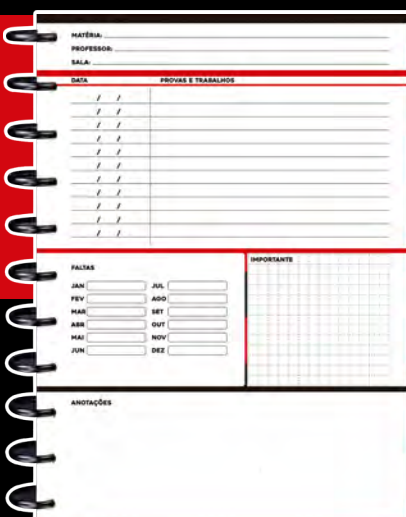 MATÉRIA:
PROFESSOR:
SALA:
DATA PROVAS E TRABALHOS
/ /
/ /
/ /
/ /
/ /
/ /
/ /
/ /
/ /
/ /
/ /
FALTAS
JAN JUL
FEV AGO
MAR SET
ABR OUT
MAI NOV
JUN DEZ
IMPORTANTE
ANOTAÇÕES